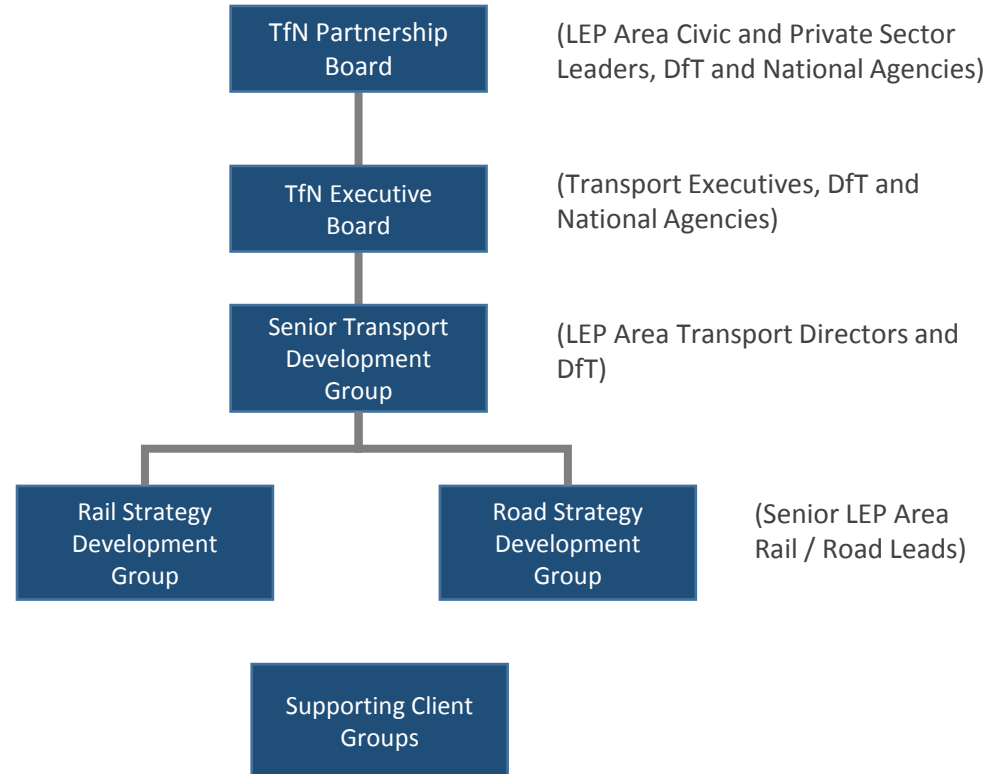 TfN Partnership
Board
(LEP Area Civic and Private Sector
Leaders, DfT and National Agencies)
TfN Executive
Board
(Transport Executives, DfT and
National Agencies)
Senior Transport
Development
Group
(LEP Area Transport Directors and
DfT)
Rail Strategy
Development
Group
Road Strategy
Development
Group
(Senior LEP Area
Rail / Road Leads)
Supporting Client
Groups